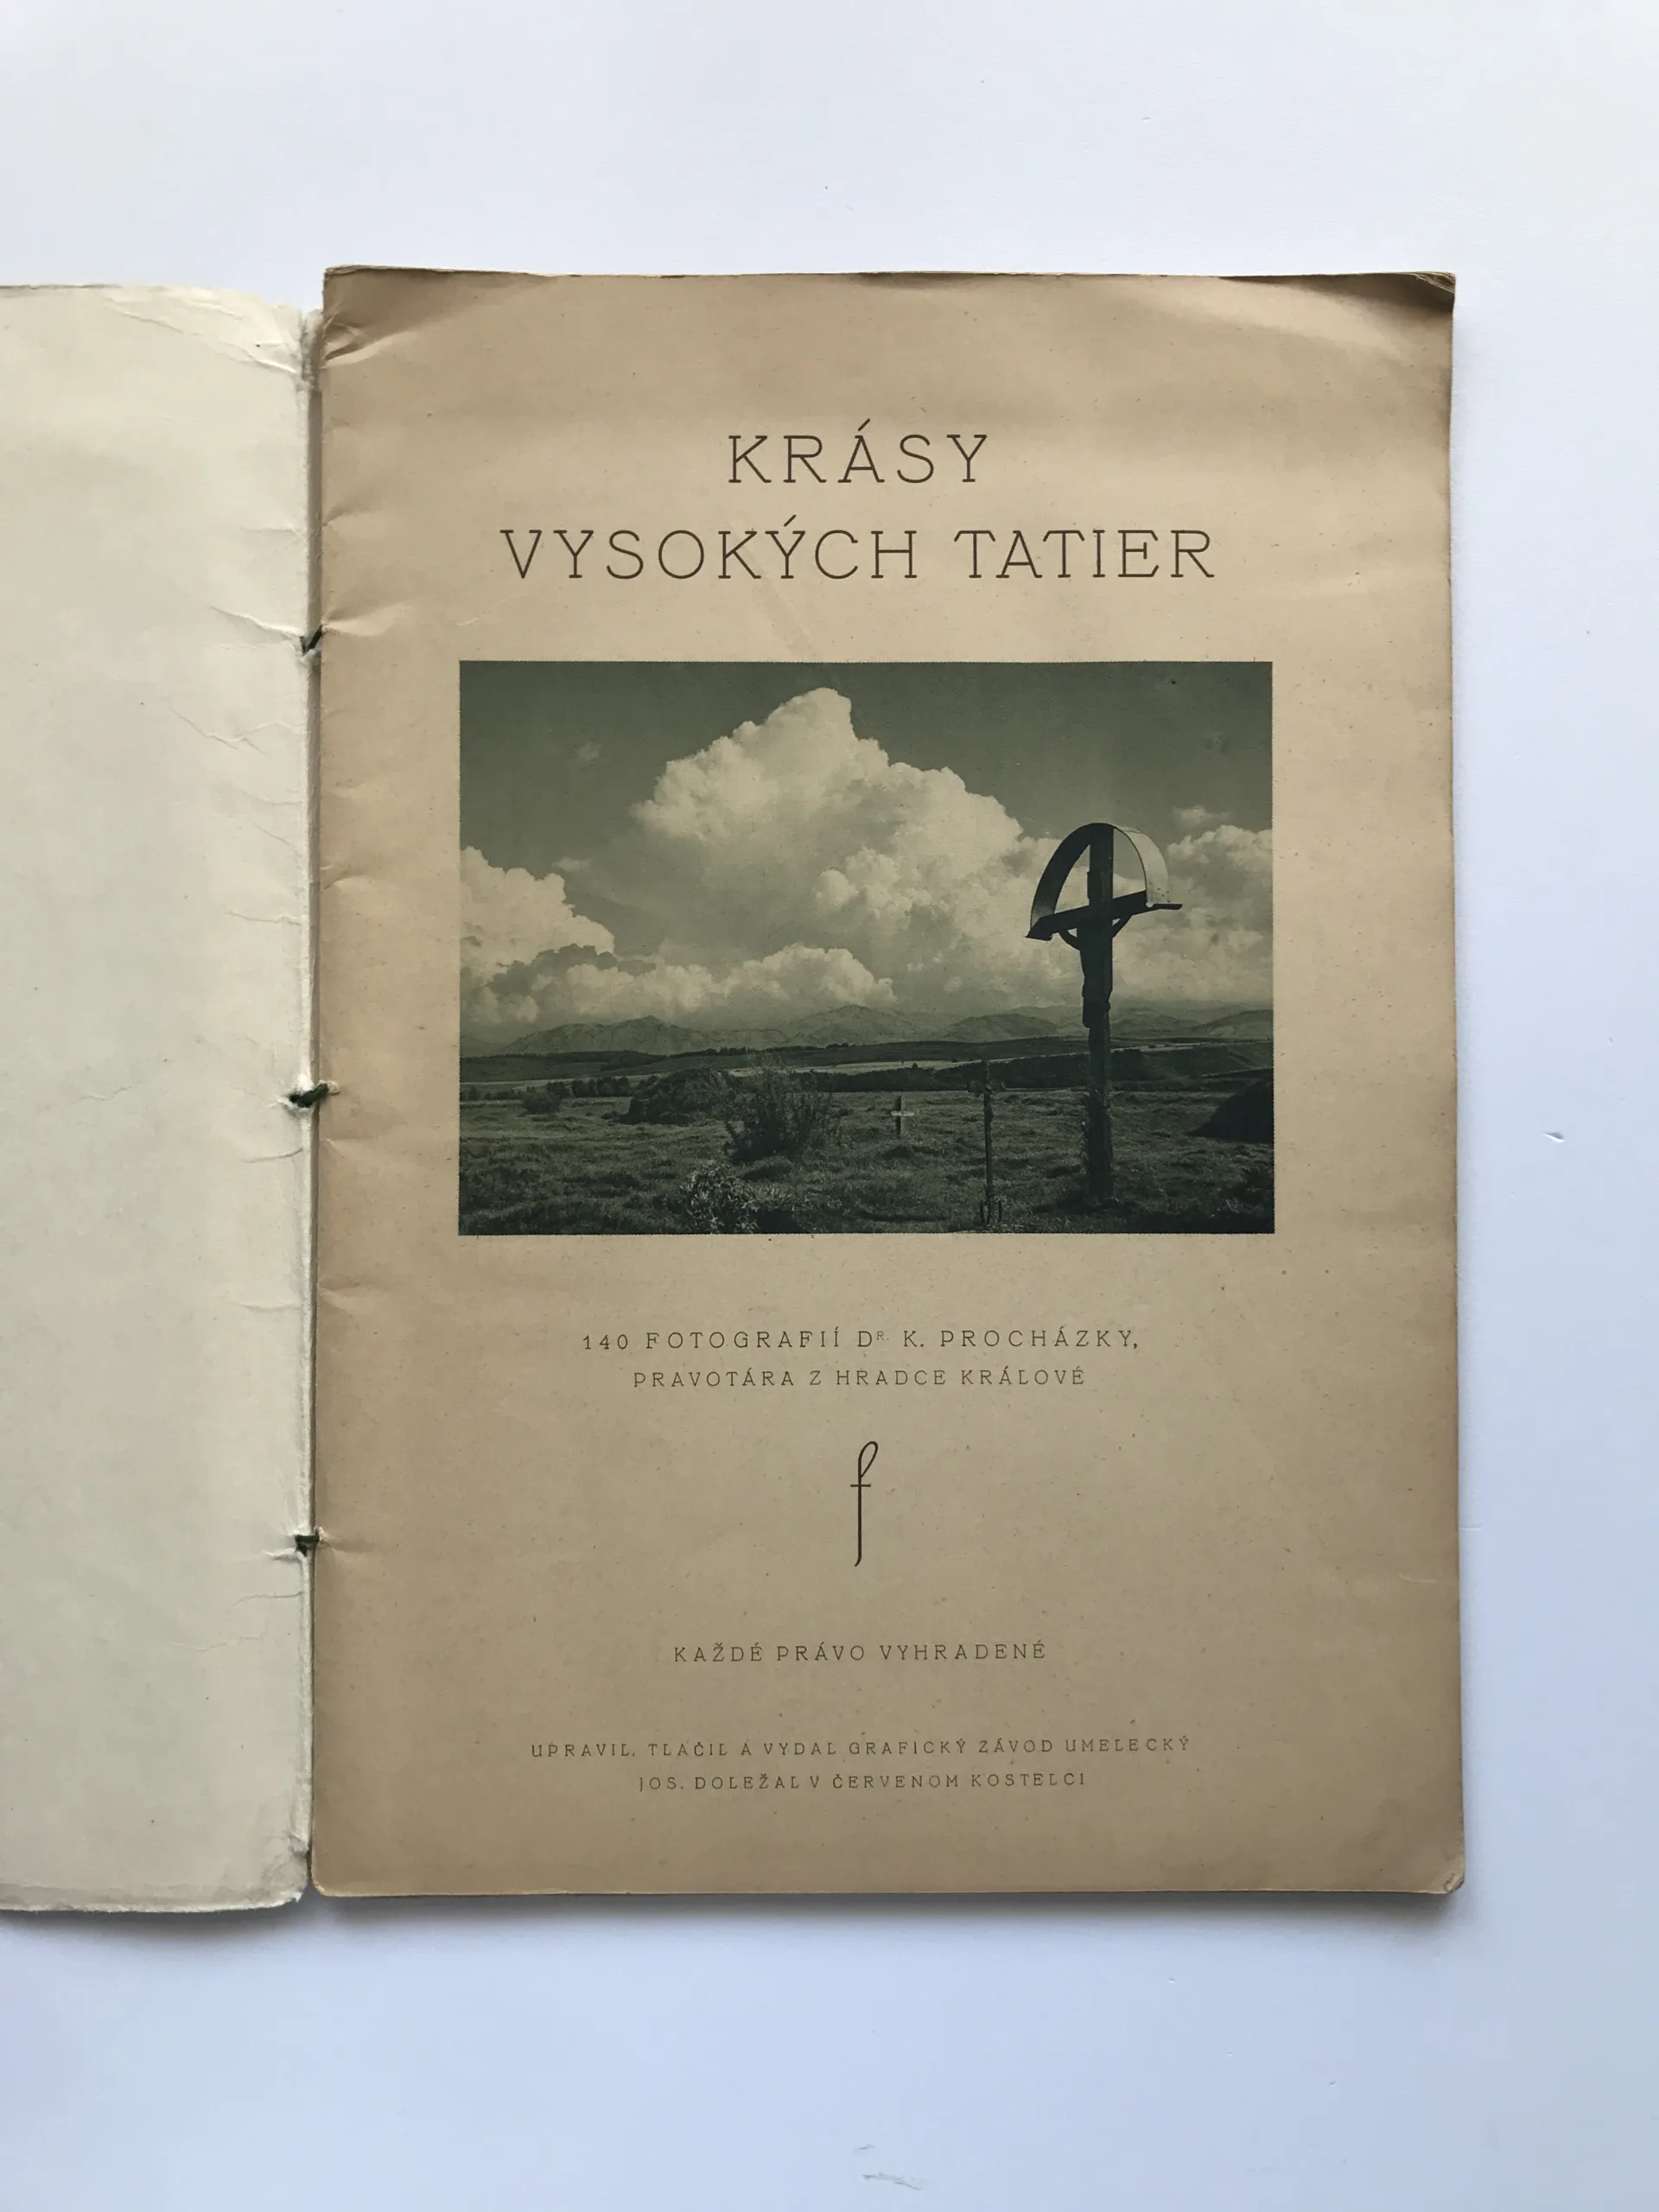 KRÁSY
VYSOKÝCH TATIER
140 FOTOGRAFIÍ DR. K. PROCHÁZKY,
PRAVOTÁRA Z HRADCE KRÁLOVÉ
f
KAŽDÉ PRÁVO VYHRADENÉ
UPRAVIL, TLAČIL A VYDAL GRAFICKÝ ZÁVOD UMELECKÝ
JOS. DOLEŽAL V ČERVENOM KOSTELCI